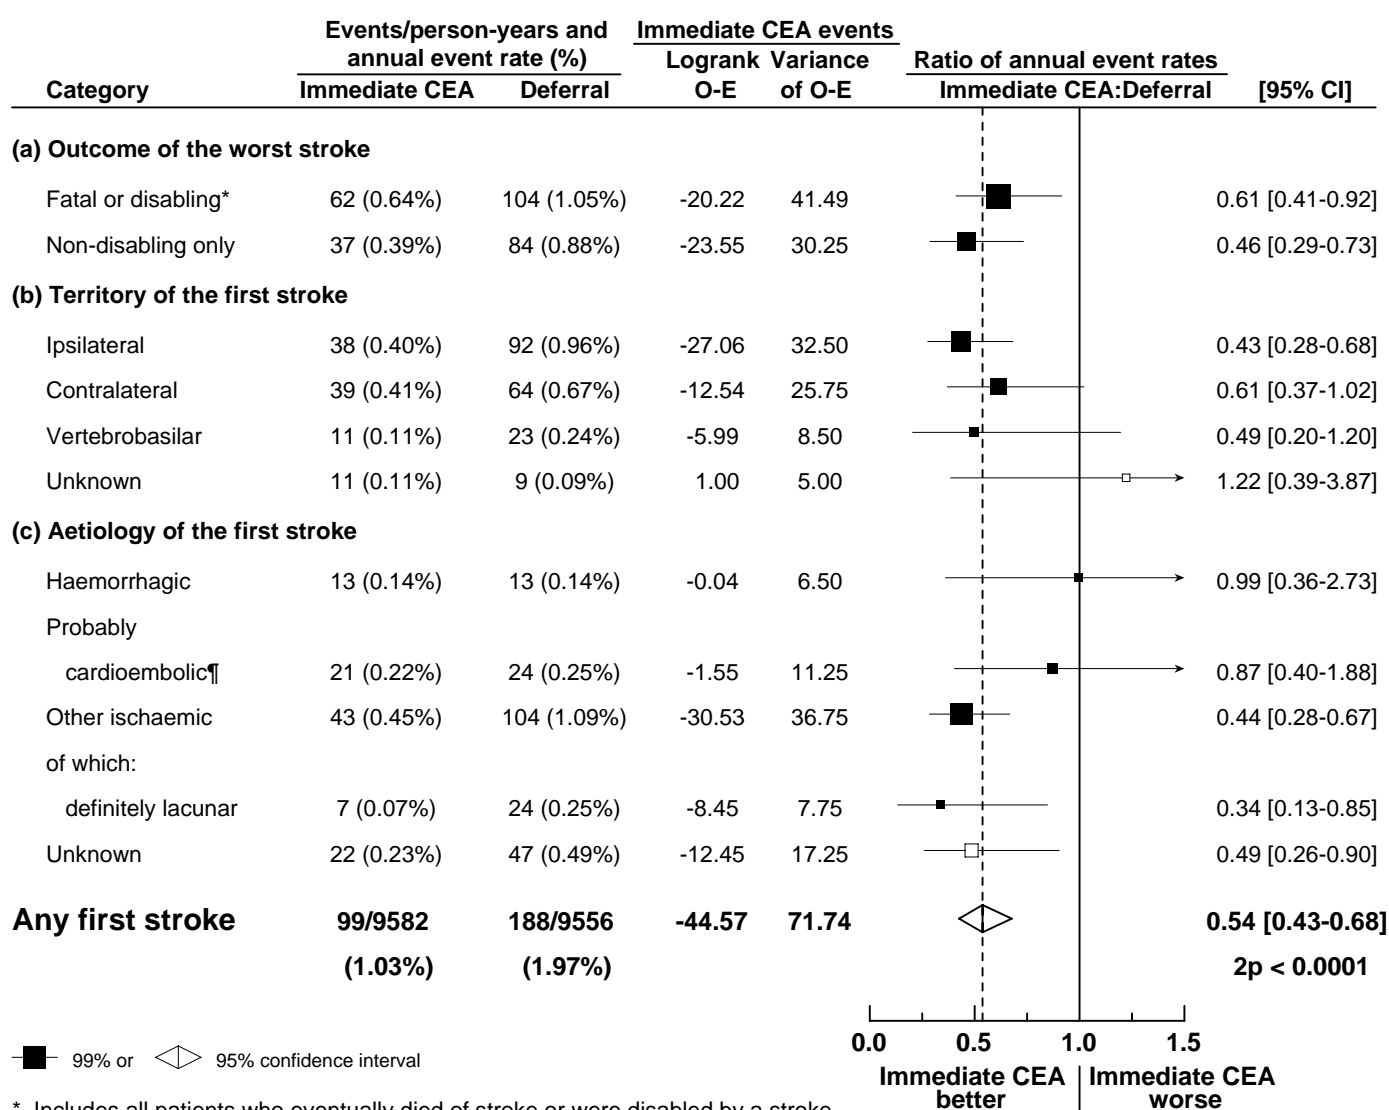 Events/person-years and annual event rate (%) Immediate CEA events
Logrank Variance Ratio of annual event rates
Category Immediate CEA Deferral O-E of O-E Immediate CEA:Deferral [95% CI]
(a) Outcome of the worst stroke
Fatal or disabling* 62 (0.64%) 104 (1.05%) -20.22 41.49 0.61 [0.41-0.92]
Non-disabling only 37 (0.39%) 84 (0.88%) -23.55 30.25 0.46 [0.29-0.73]
(b) Territory of the first stroke
Ipsilateral 38 (0.40%) 92 (0.96%) -27.06 32.50 0.43 [0.28-0.68]
Contralateral 39 (0.41%) 64 (0.67%) -12.54 25.75 0.61 [0.37-1.02]
Vertebrobasilar 11 (0.11%) 23 (0.24%) -5.99 8.50 0.49 [0.20-1.20]
Unknown 11 (0.11%) 9 (0.09%) 1.00 5.00 1.22 [0.39-3.87]
(c) Aetiology of the first stroke
Haemorrhagic 13 (0.14%) 13 (0.14%) -0.04 6.50 0.99 [0.36-2.73]
Probably
cardioembolic¶ 21 (0.22%) 24 (0.25%) -1.55 11.25 0.87 [0.40-1.88]
Other ischaemic 43 (0.45%) 104 (1.09%) -30.53 36.75 0.44 [0.28-0.67]
of which:
definitely lacunar 7 (0.07%) 24 (0.25%) -8.45 7.75 0.34 [0.13-0.85]
Unknown 22 (0.23%) 47 (0.49%) -12.45 17.25 0.49 [0.26-0.90]
Any first stroke 99/9582 188/9556 -44.57 71.74 0.54 [0.43-0.68]
(1.03%) (1.97%) 2p < 0.0001
0.0 0.5 1.0 1.5
99% or 95% confidence interval
Immediate CEA Immediate CEA
better worse
* Includes all patients who eventually died of stroke or were disabled by a stroke